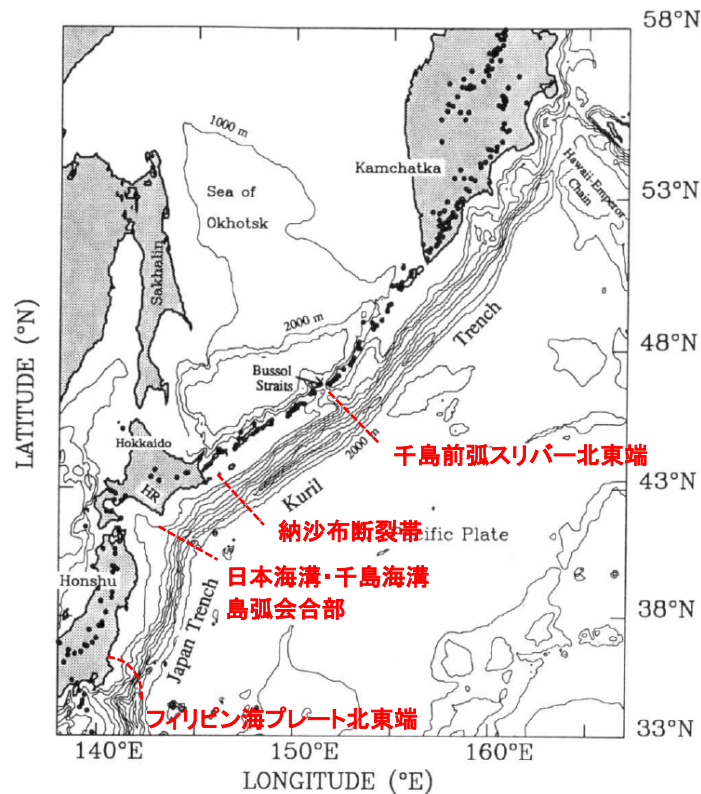 58°N
1000 m
Kamchatka
Sea of
Okhotsk
Hawaii-Emperor
Chain
53°N
Sakhalin
LATITUDE (°N)
2000 m
Trench
48°N
Bussol
Straits
Hokkaido
千島前弧スリバー北東端
2000 m
HR
Kuril
43°N
納沙布断裂帯
Pacific Plate
Honshu
日本海溝・千島海溝
島弧会合部
38°N
Japan Trench
フィリピン海プレート北東端
33°N
140°E
150°E
160°E
LONGITUDE (°E)